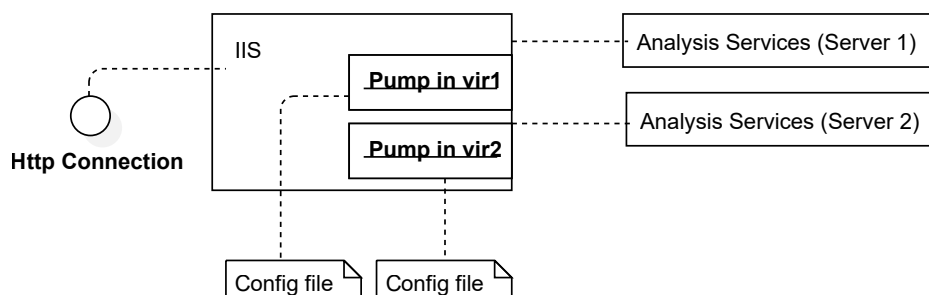 IIS
Pump in vir1
Pump in vir2
Http Connection
Analysis Services (Server 1)
Analysis Services (Server 2)
Config file
Config file